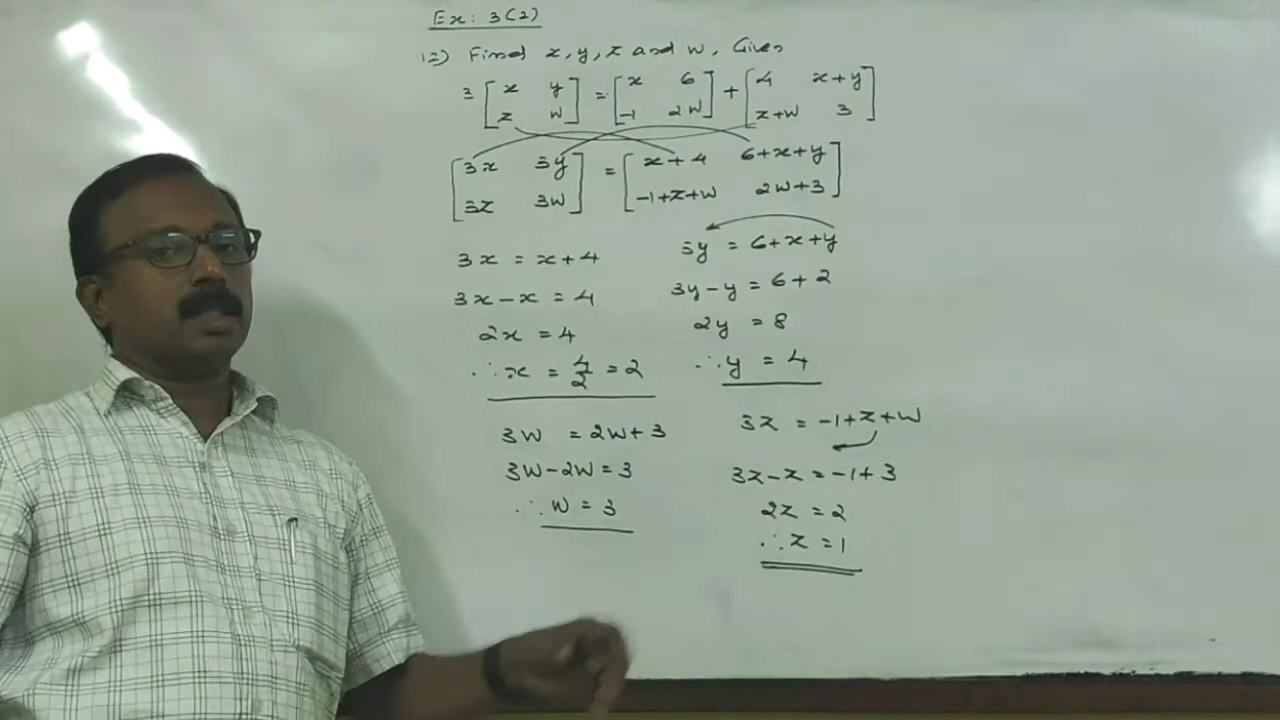 Ex: 3(2)
12) Find x, y, z and w, Given
3 [x y; z w] = [x 6; -1 2w] + [4 x+y; z+w 3]
[3x 3y; 3z 3w] = [x+4 6+x+y; -1+z+w 2w+3]
3x = x+4
3x-x = 4
2x = 4
∴ x = 4/2 = 2
3y = 6+x+y
3y-y = 6+2
2y = 8
∴ y = 4
3w = 2w+3
3w-2w = 3
∴ w = 3
3z = -1+z+w
3z-z = -1+3
2z = 2
∴ z = 1